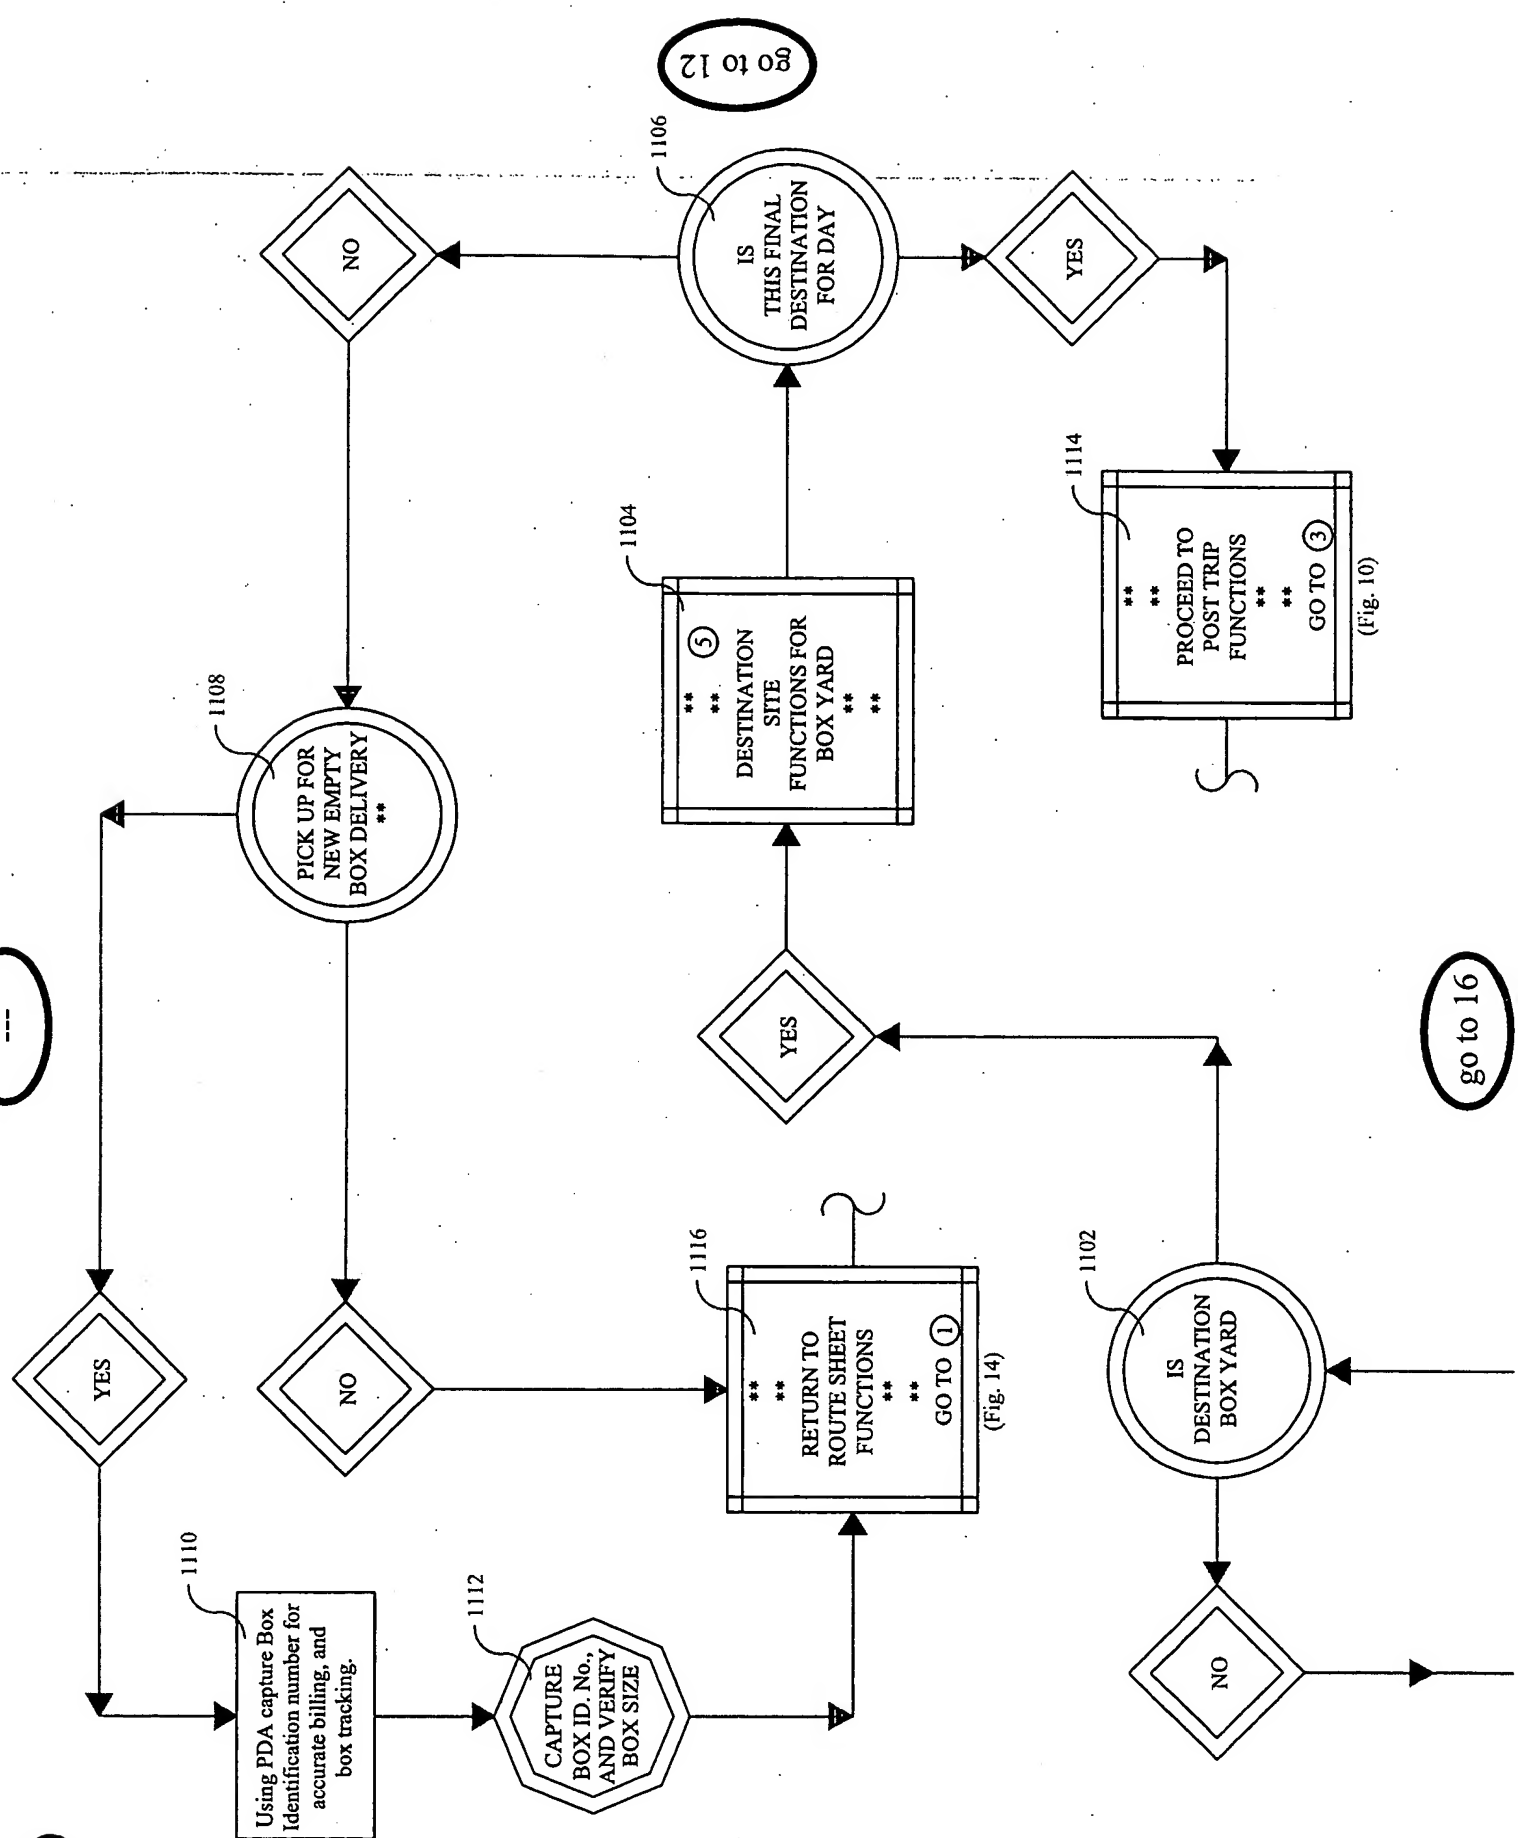 ---
YES
Using PDA capture Box
Identification number for
accurate billing, and
box tracking.
1110
CAPTURE
BOX ID. No.,
AND VERIFY
BOX SIZE
1112
PICK UP FOR
NEW EMPTY
BOX DELIVERY
**
1108
NO
NO
**
**
RETURN TO
ROUTE SHEET
FUNCTIONS
**
**
GO TO 1
(Fig. 14)
1116
YES
** 5
**
DESTINATION
SITE
FUNCTIONS FOR
BOX YARD
**
**
1104
IS
THIS FINAL
DESTINATION
FOR DAY
1106
go to 12
YES
**
**
PROCEED TO
POST TRIP
FUNCTIONS
**
**
GO TO 3
(Fig. 10)
1114
IS
DESTINATION
BOX YARD
1102
NO
go to 16